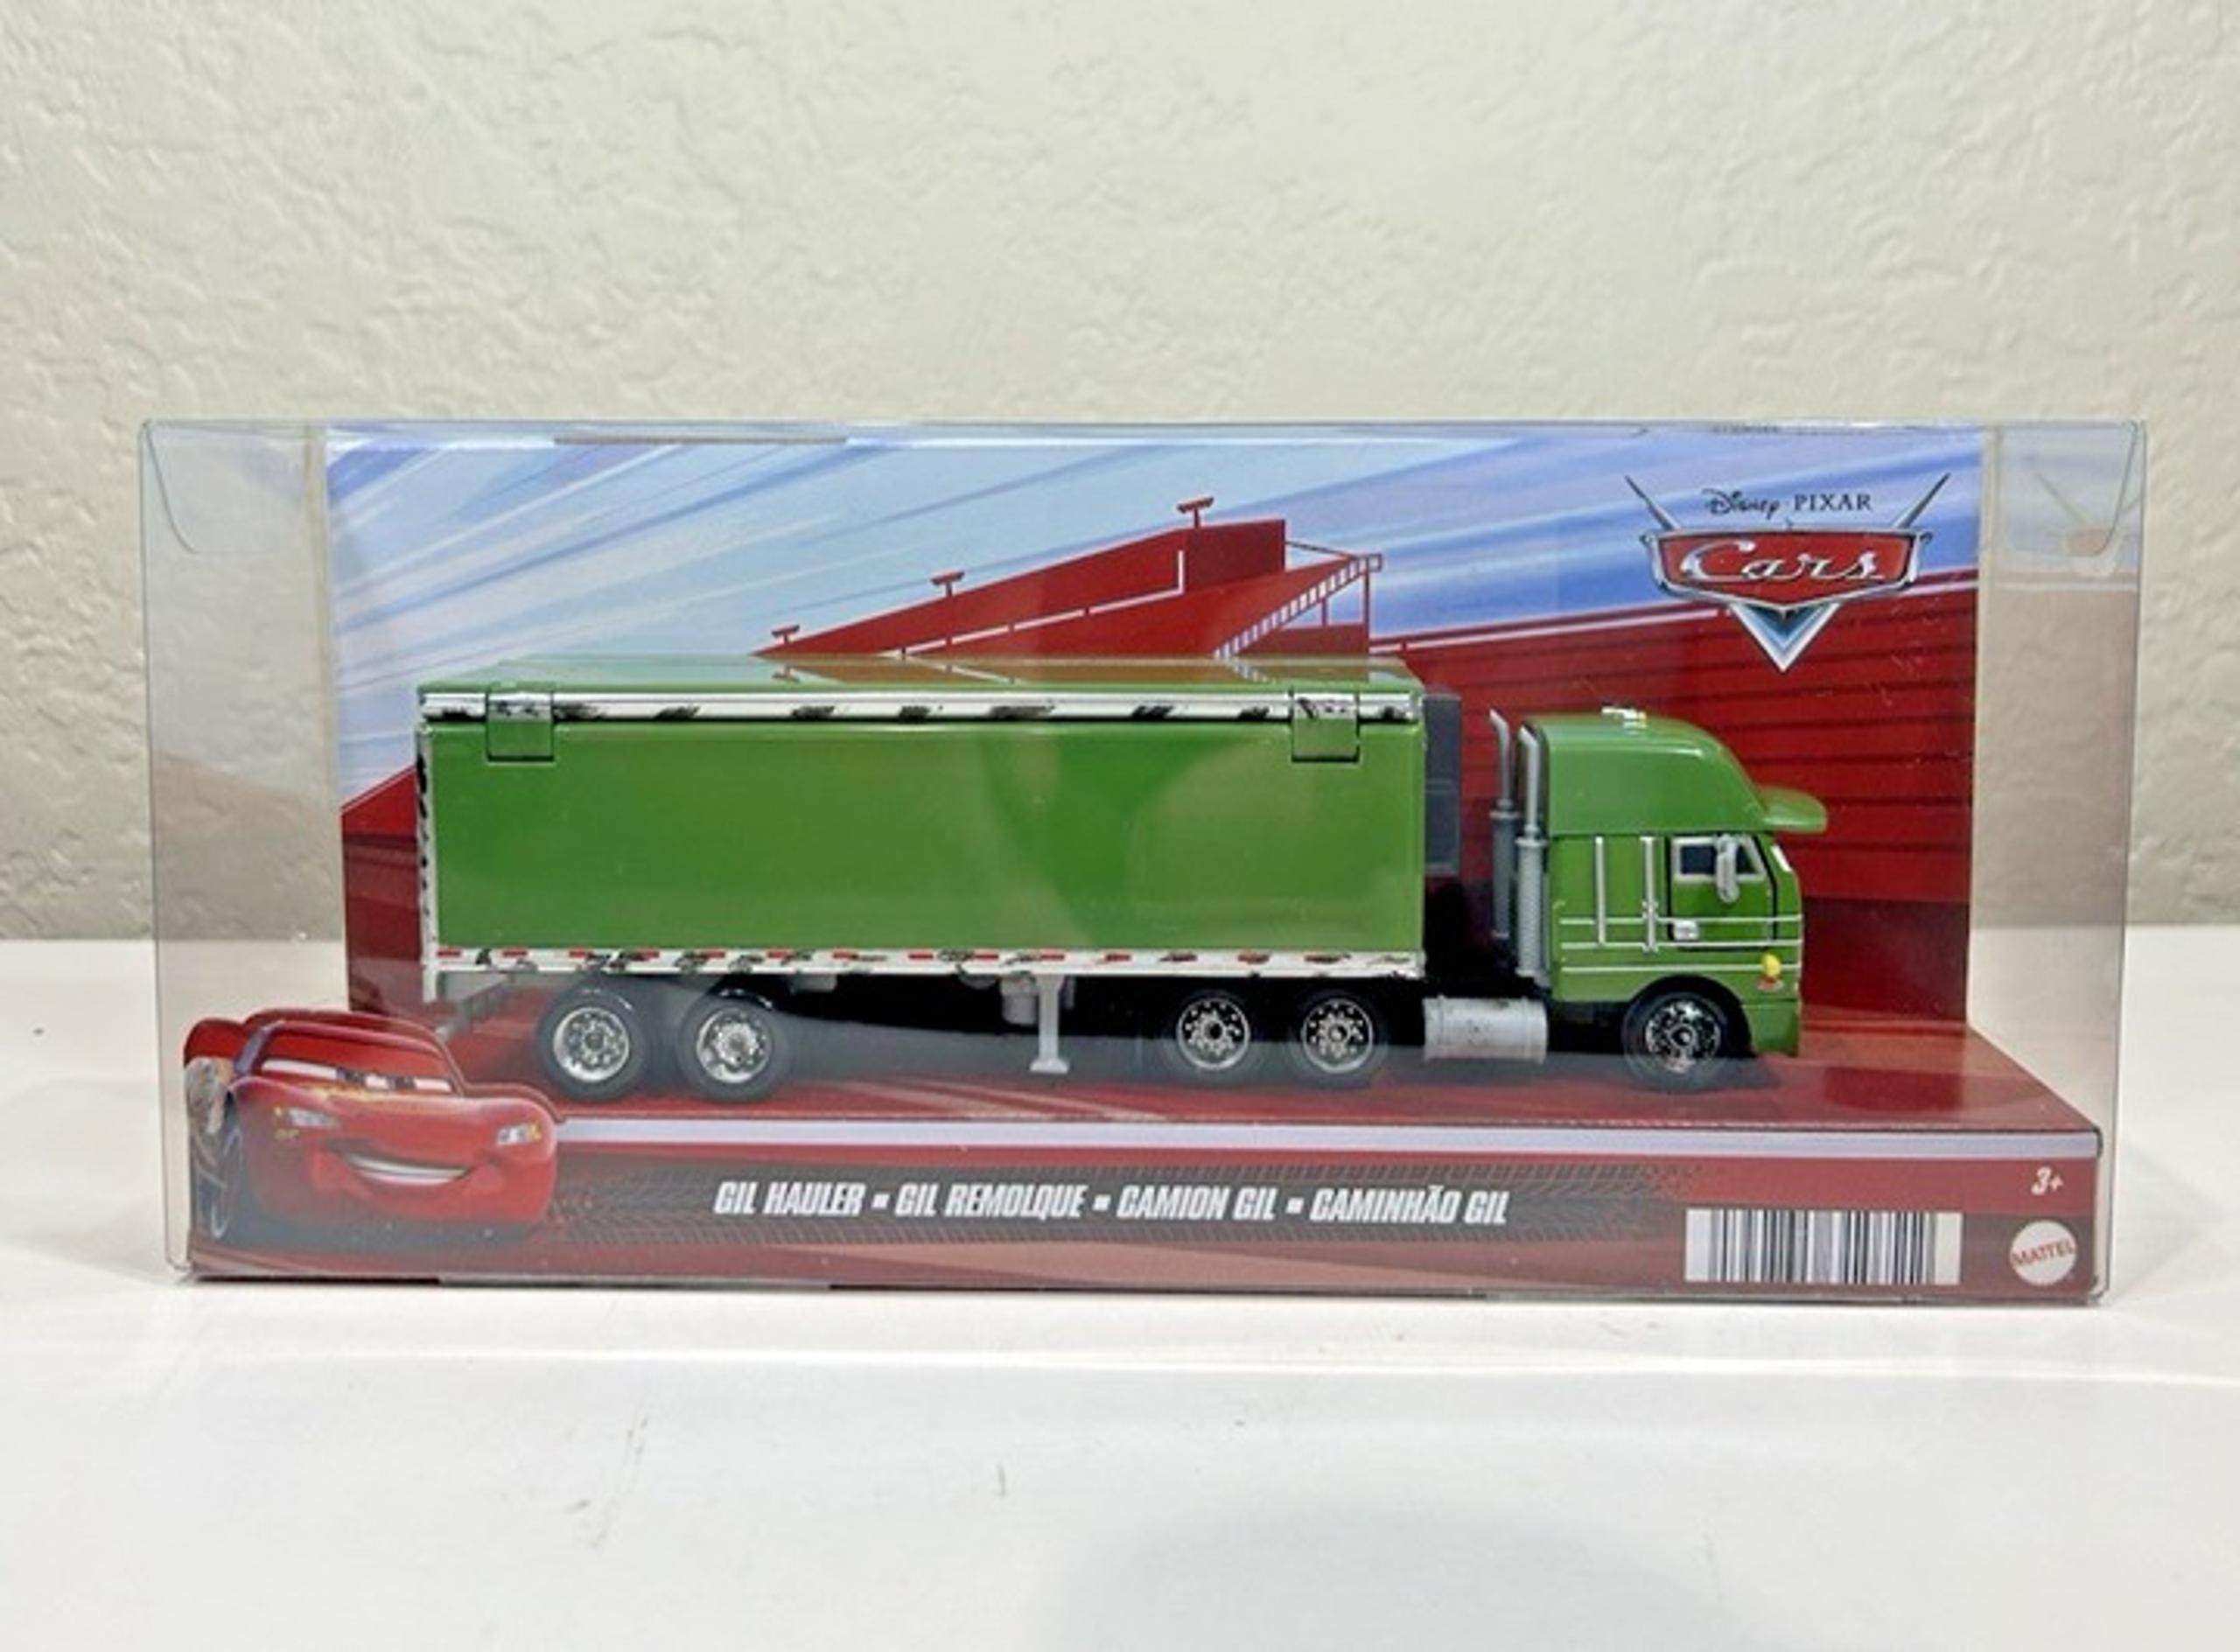 Disney PIXAR
Cars
GIL HAULER ▪ GIL REMOLQUE ▪ CAMION GIL ▪ CAMINHÃO GIL
3+
MATTEL